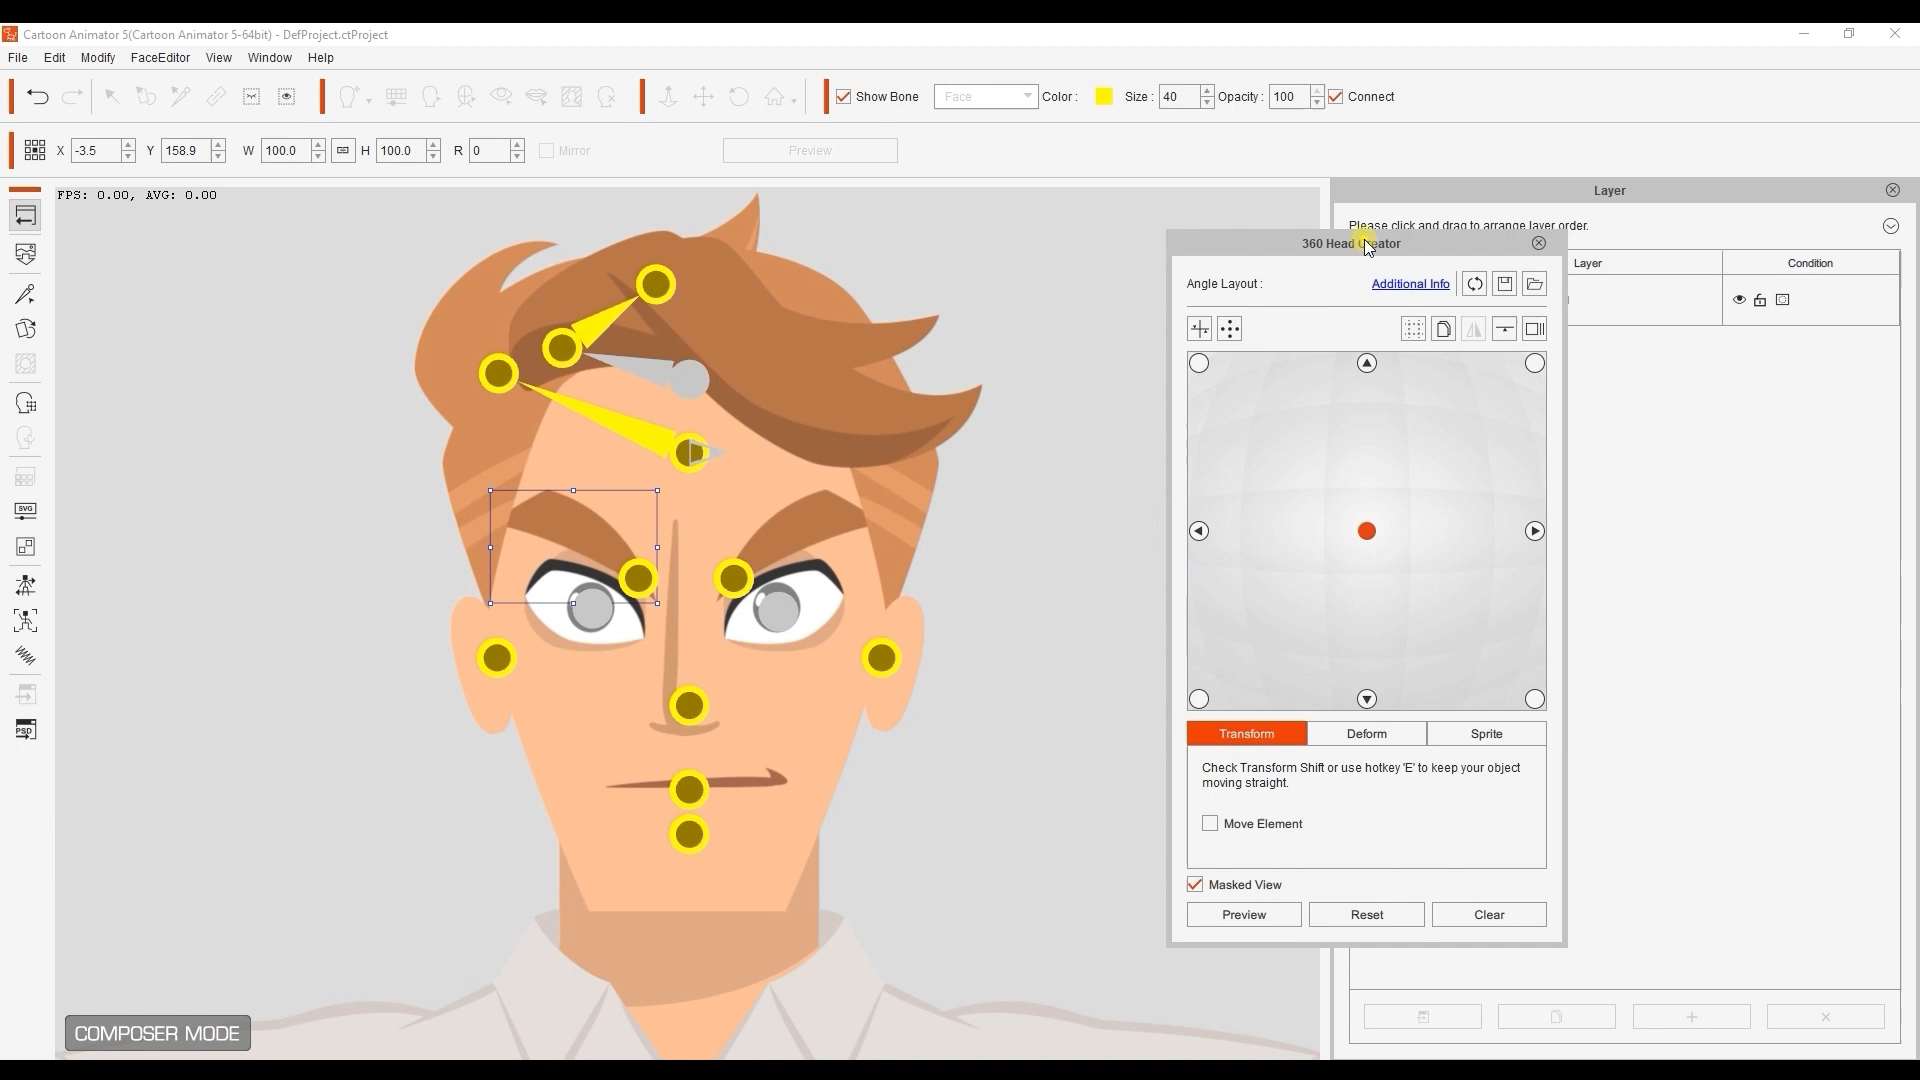 Cartoon Animator 5(Cartoon Animator 5-64bit) - DefProject.ctProject
File Edit Modify FaceEditor View Window Help
Show Bone Face Color : Size : 40 Opacity : 100 Connect
X -3.5 Y 158.9 W 100.0 H 100.0 R 0 Mirror Preview
FPS: 0.00, AVG: 0.00
Layer
Please click and drag to arrange layer order.
Layer Condition
360 Head Creator
Angle Layout : Additional Info
Transform Deform Sprite
Check Transform Shift or use hotkey 'E' to keep your object
moving straight.
Move Element
Masked View
Preview Reset Clear
SVG
PSD
COMPOSER MODE